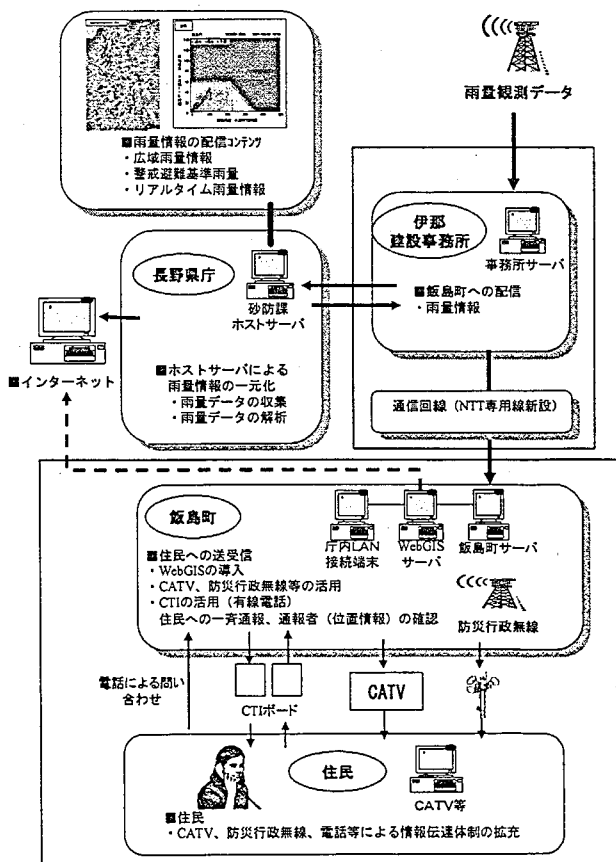 雨量観測データ
■雨量情報の配信コンテンツ
・広域雨量情報
・警戒避難基準雨量
・リアルタイム雨量情報
伊那
建設事務所
事務所サーバ
■飯島町への配信
・雨量情報
長野県庁
砂防課
ホストサーバ
■インターネット
■ホストサーバによる
雨量情報の一元化
・雨量データの収集
・雨量データの解析
通信回線（NTT専用線新設）
飯島町
庁内LAN
接続端末
WebGIS
サーバ
飯島町サーバ
■住民への送受信
・WebGISの導入
・CATV、防災行政無線等の活用
・CTIの活用（有線電話）
住民への一斉通報、通報者（位置情報）の確認
防災行政無線
電話による問い
合わせ
CTIボード
CATV
住民
CATV等
■住民
・CATV、防災行政無線、電話等による情報伝達体制の拡充